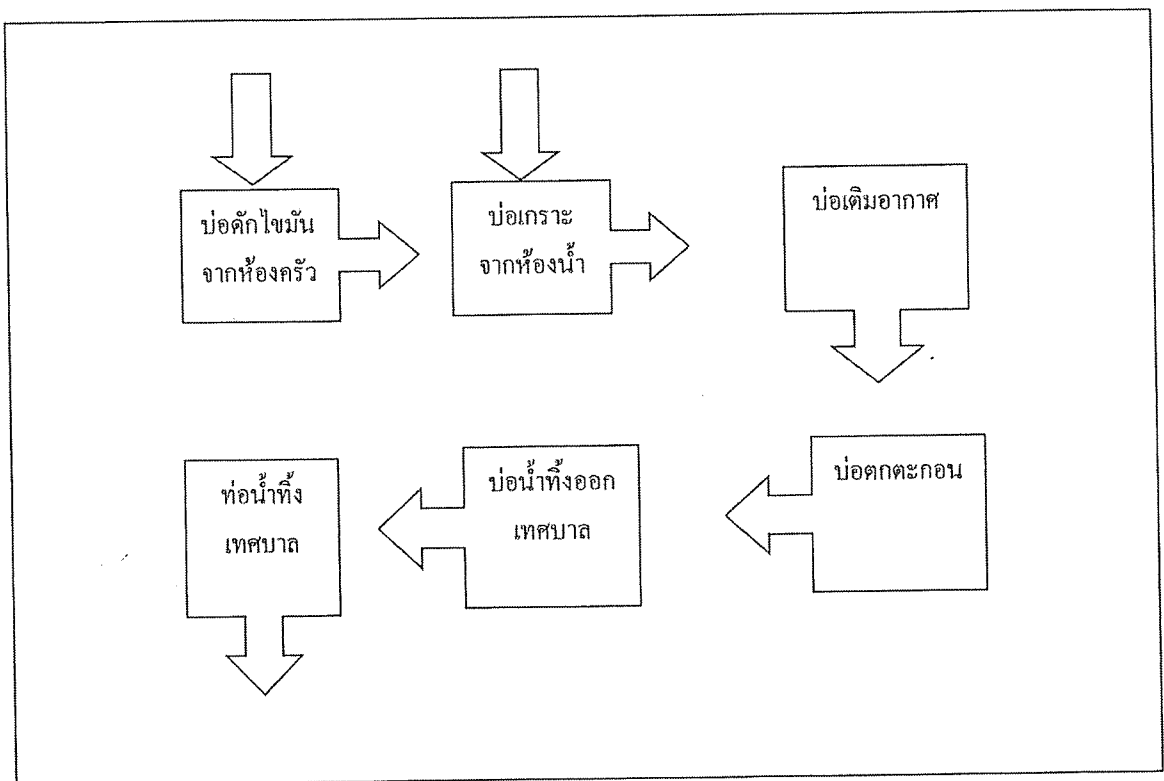 บ่อดักไขมัน
จากห้องครัว
บ่อเกราะ
จากห้องน้ำ
บ่อเติมอากาศ
ท่อน้ำทิ้ง
เทศบาล
บ่อน้ำทิ้งออก
เทศบาล
บ่อตกตะกอน